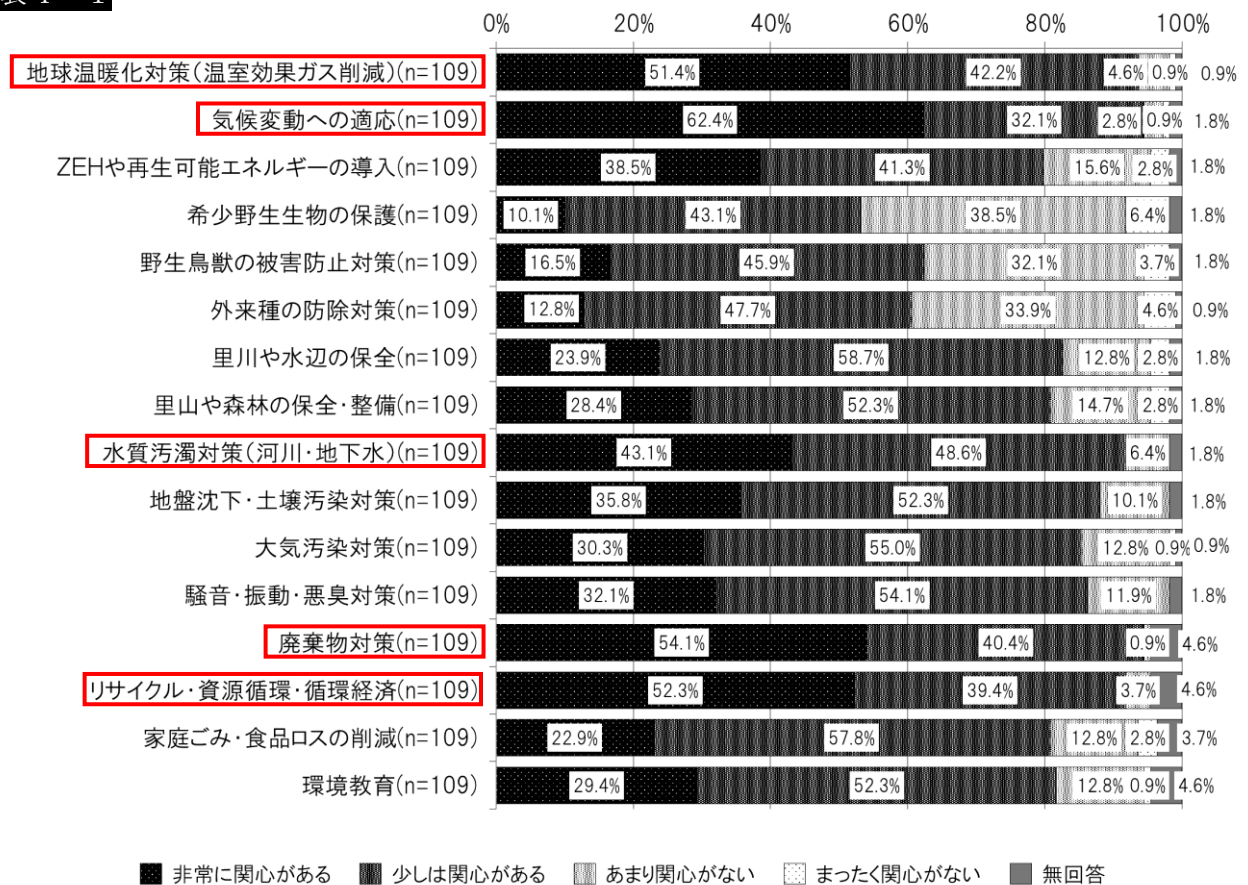 0% 20% 40% 60% 80% 100%
地球温暖化対策(温室効果ガス削減)(n=109) 51.4% 42.2% 4.6% 0.9% 0.9%
気候変動への適応(n=109) 62.4% 32.1% 2.8% 0.9% 1.8%
ZEHや再生可能エネルギーの導入(n=109) 38.5% 41.3% 15.6% 2.8% 1.8%
希少野生生物の保護(n=109) 10.1% 43.1% 38.5% 6.4% 1.8%
野生鳥獣の被害防止対策(n=109) 16.5% 45.9% 32.1% 3.7% 1.8%
外来種の防除対策(n=109) 12.8% 47.7% 33.9% 4.6% 0.9%
里川や水辺の保全(n=109) 23.9% 58.7% 12.8% 2.8% 1.8%
里山や森林の保全・整備(n=109) 28.4% 52.3% 14.7% 2.8% 1.8%
水質汚濁対策(河川・地下水)(n=109) 43.1% 48.6% 6.4% 1.8%
地盤沈下・土壌汚染対策(n=109) 35.8% 52.3% 10.1% 1.8%
大気汚染対策(n=109) 30.3% 55.0% 12.8% 0.9% 0.9%
騒音・振動・悪臭対策(n=109) 32.1% 54.1% 11.9% 1.8%
廃棄物対策(n=109) 54.1% 40.4% 0.9% 4.6%
リサイクル・資源循環・循環経済(n=109) 52.3% 39.4% 3.7% 4.6%
家庭ごみ・食品ロスの削減(n=109) 22.9% 57.8% 12.8% 2.8% 3.7%
環境教育(n=109) 29.4% 52.3% 12.8% 0.9% 4.6%
非常に関心がある 少しは関心がある あまり関心がない まったく関心がない 無回答